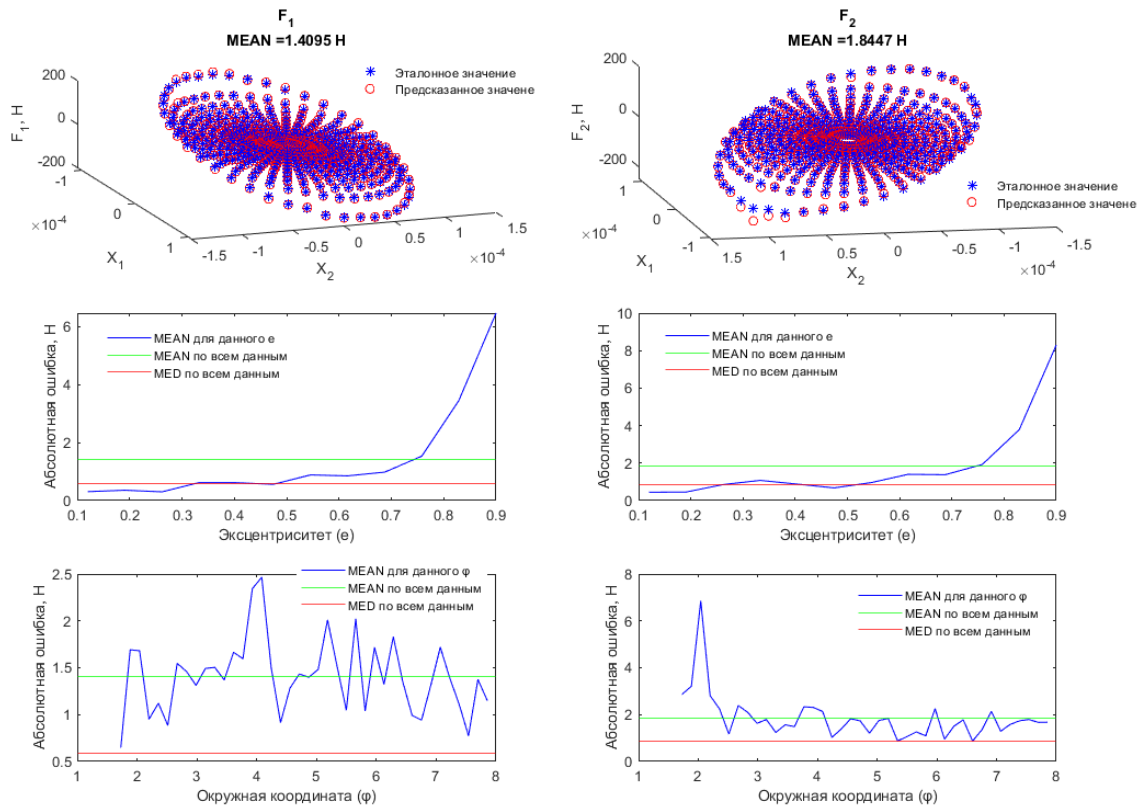 F1
MEAN =1.4095 Н
Эталонное значение
Предсказанное значене
F1, Н
200
0
-200
-1
0
1
×10^-4
X1
-1.5
-1
-0.5
0
0.5
1
1.5
X2
×10^-4
F2
MEAN =1.8447 Н
Эталонное значение
Предсказанное значене
F2, Н
200
0
-200
1
0
-1
×10^-4
X1
1.5
1
0.5
0
-0.5
-1
-1.5
X2
×10^-4
Абсолютная ошибка, Н
6
4
2
0
MEAN для данного e
MEAN по всем данным
MED по всем данным
0.1 0.2 0.3 0.4 0.5 0.6 0.7 0.8 0.9
Эксцентриситет (e)
Абсолютная ошибка, Н
10
8
6
4
2
0
MEAN для данного e
MEAN по всем данным
MED по всем данным
0.1 0.2 0.3 0.4 0.5 0.6 0.7 0.8 0.9
Эксцентриситет (e)
Абсолютная ошибка, Н
2.5
2
1.5
1
0.5
MEAN для данного φ
MEAN по всем данным
MED по всем данным
1 2 3 4 5 6 7 8
Окружная координата (φ)
Абсолютная ошибка, Н
8
6
4
2
0
MEAN для данного φ
MEAN по всем данным
MED по всем данным
1 2 3 4 5 6 7 8
Окружная координата (φ)